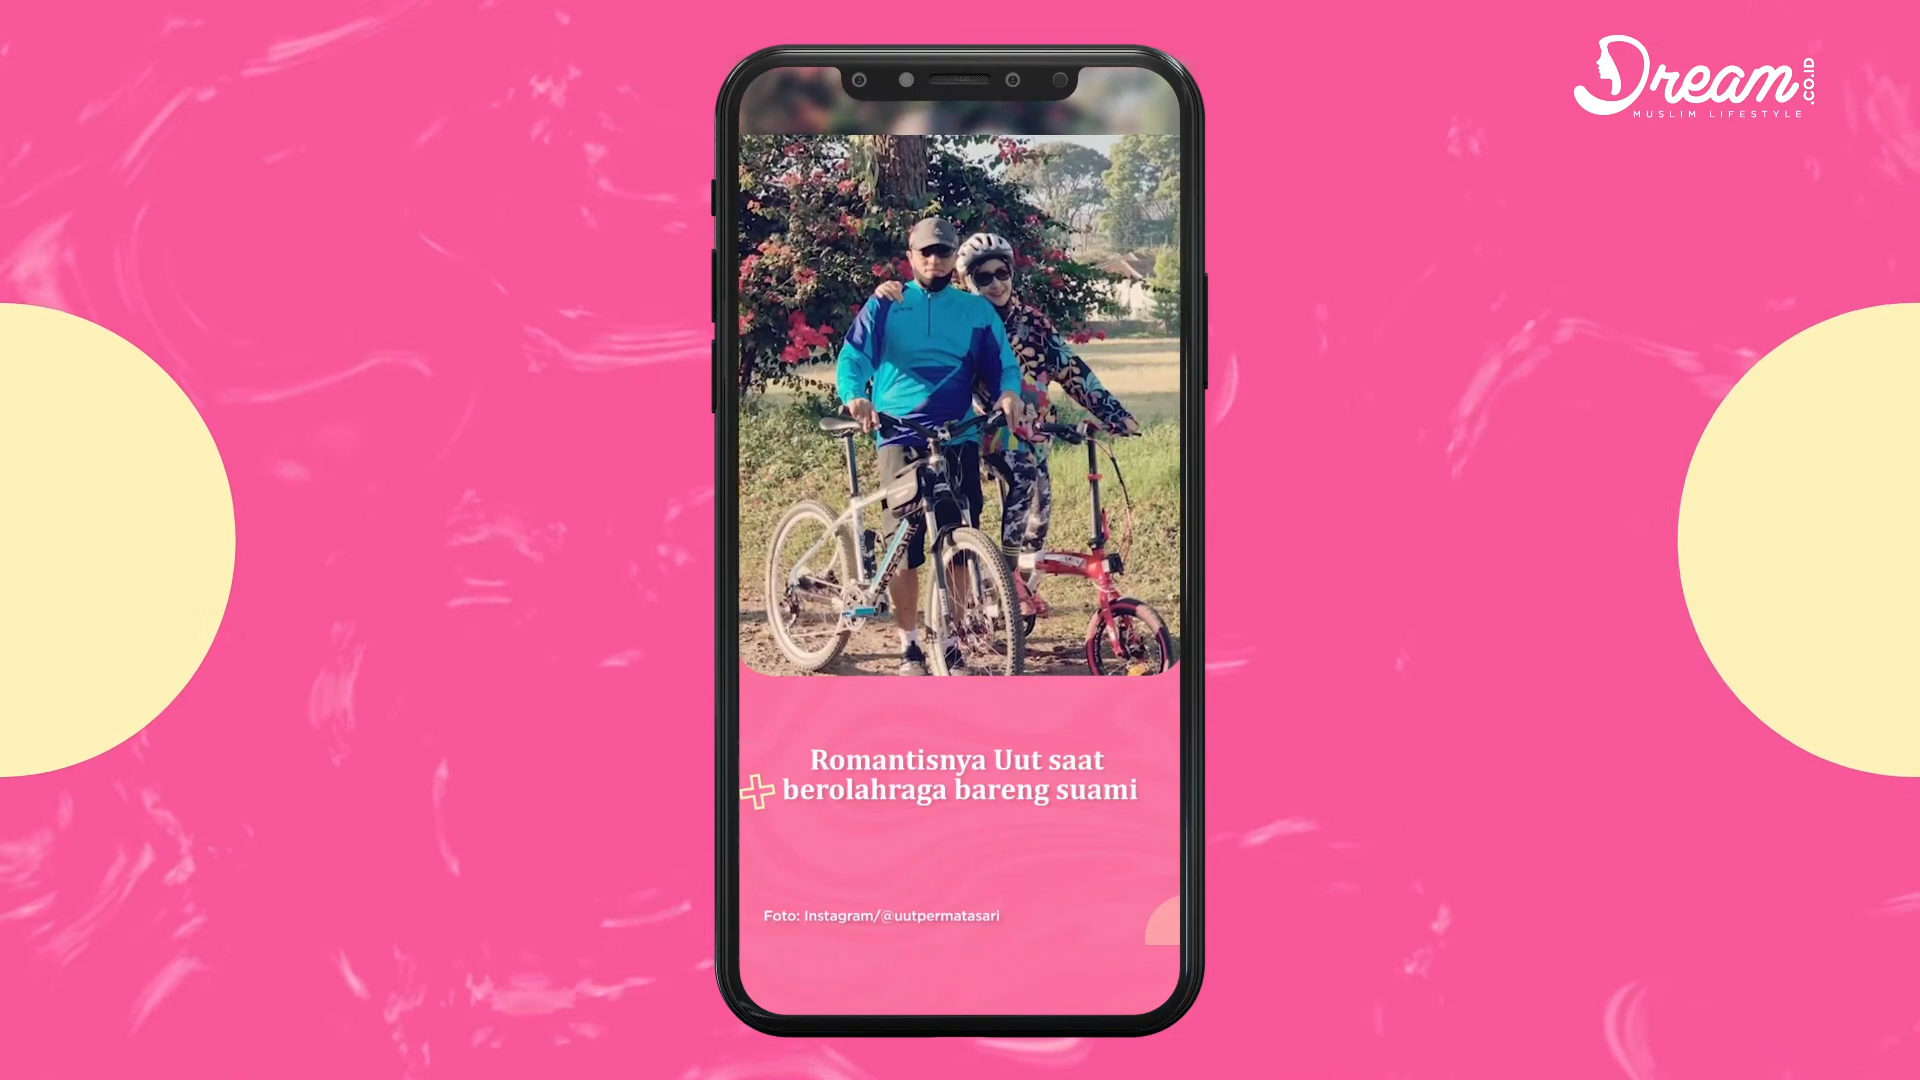 Dream.CO.ID
MUSLIM LIFESTYLE
Romantisnya Uut saat
berolahraga bareng suami
Foto: Instagram/@uutpermatasari